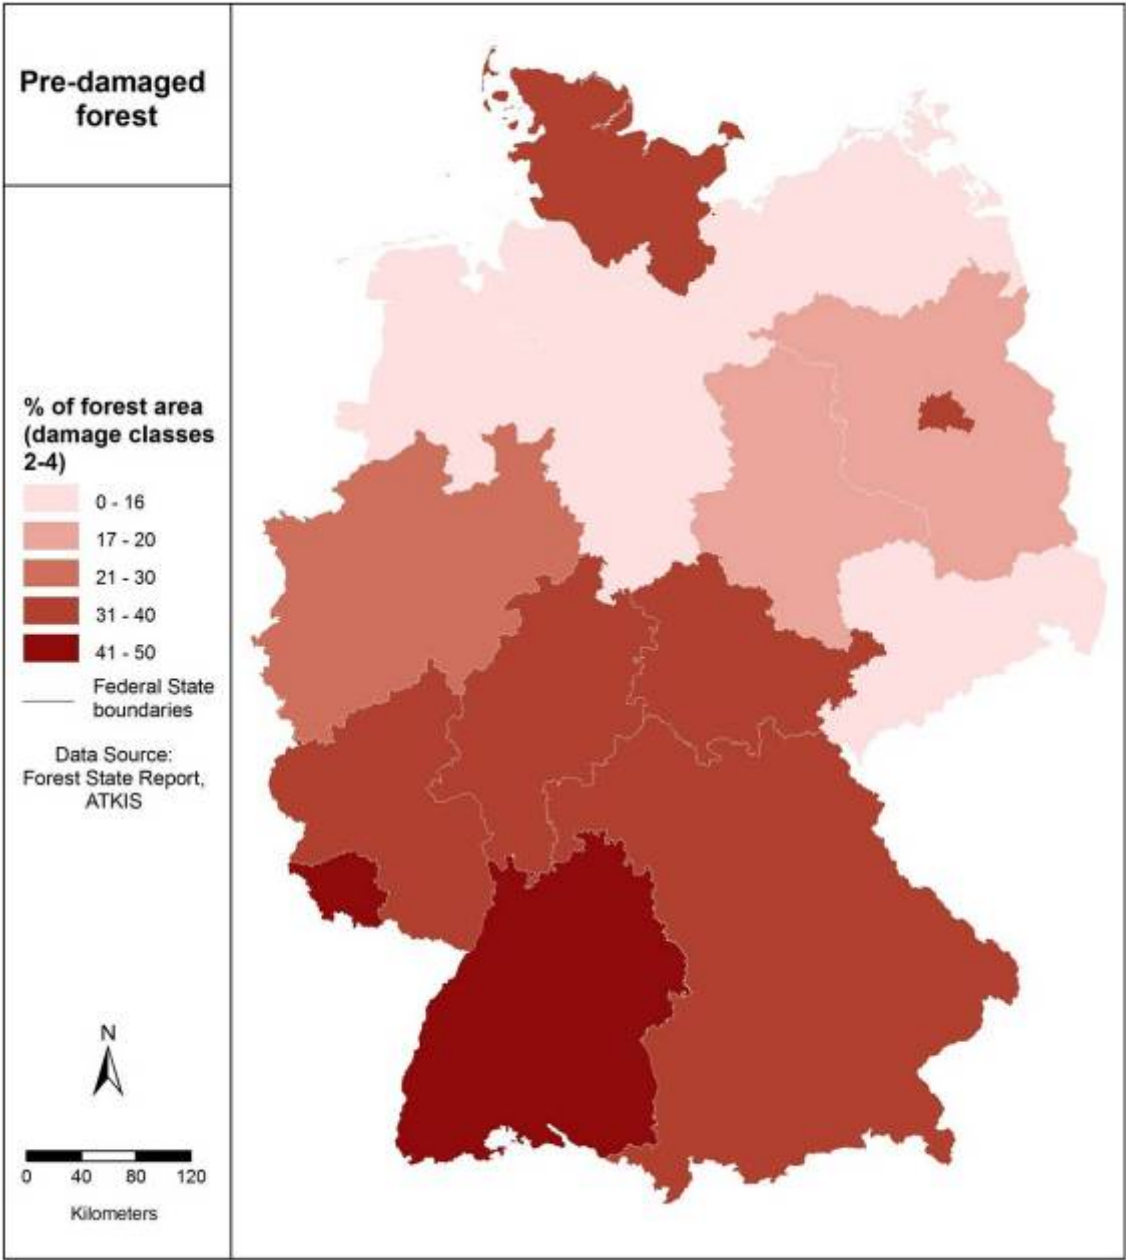 Pre-damaged
forest
% of forest area
(damage classes
2-4)
0 - 16
17 - 20
21 - 30
31 - 40
41 - 50
Federal State
boundaries
Data Source:
Forest State Report,
ATKIS
N
0 40 80 120
Kilometers